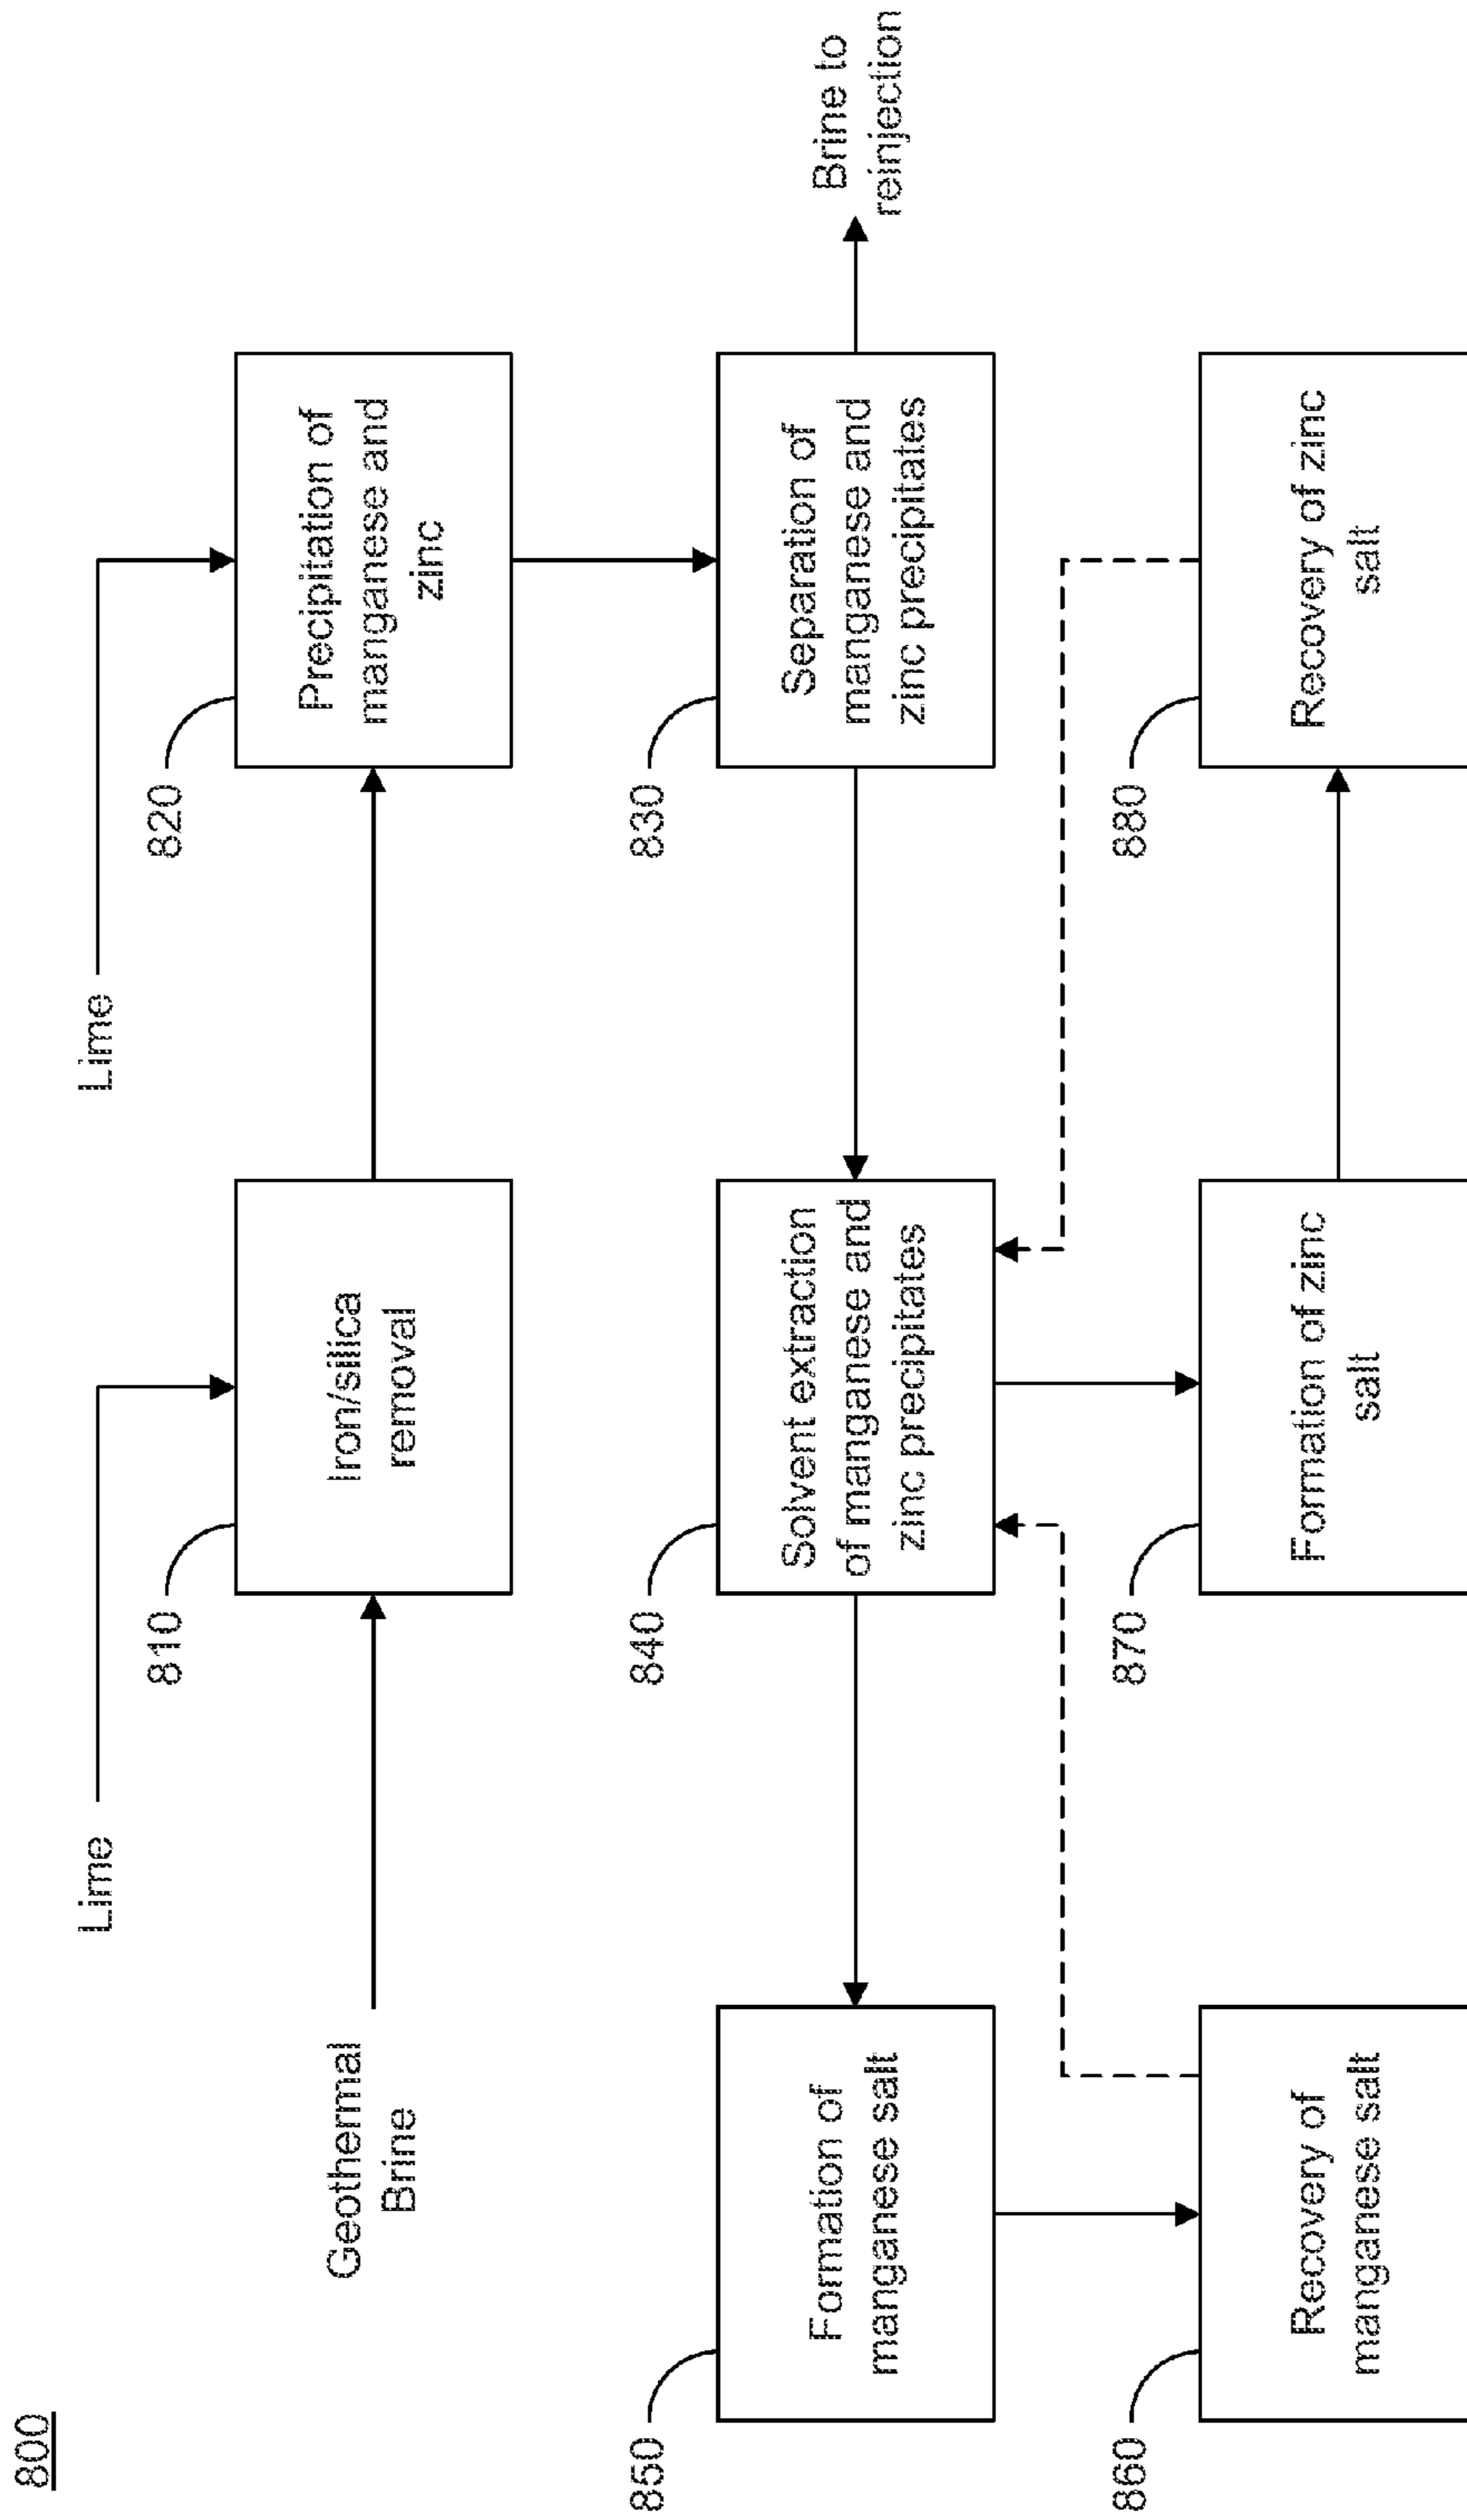 800
Lime
Lime
810
820
Geothermal
Brine
Iron/silica
removal
Precipitation of
manganese and
zinc
850
840
830
Formation of
manganese salt
Solvent extraction
of manganese and
zinc precipitates
Separation of
manganese and
zinc precipitates
Brine to
reinjection
860
870
880
Recovery of
manganese salt
Formation of zinc
salt
Recovery of zinc
salt